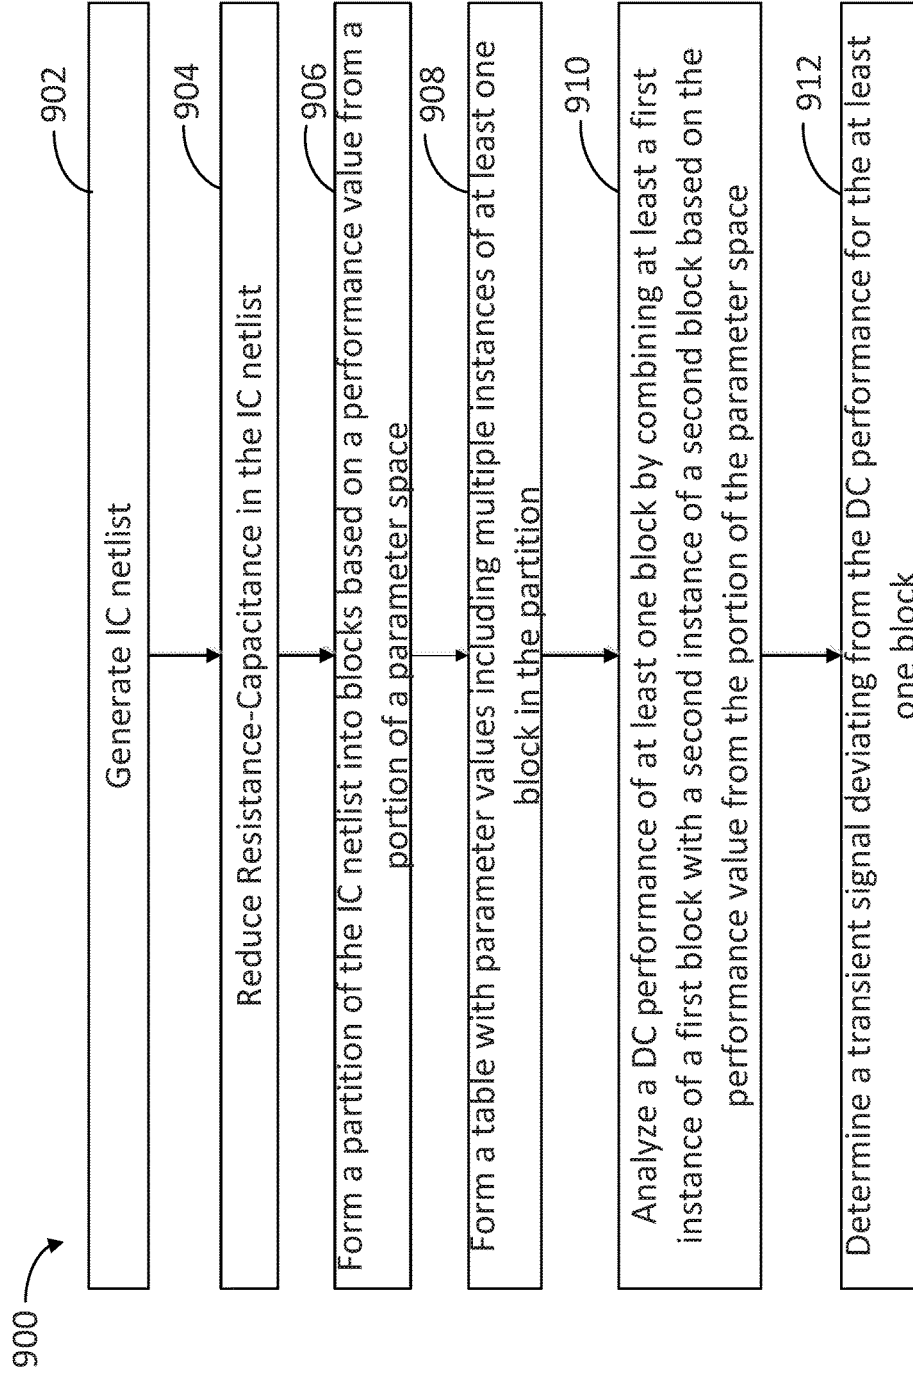 900
902
Generate IC netlist
904
Reduce Resistance-Capacitance in the IC netlist
906
Form a partition of the IC netlist into blocks based on a performance value from a
portion of a parameter space
908
Form a table with parameter values including multiple instances of at least one
block in the partition
910
Analyze a DC performance of at least one block by combining at least a first
instance of a first block with a second instance of a second block based on the
performance value from the portion of the parameter space
912
Determine a transient signal deviating from the DC performance for the at least
one block